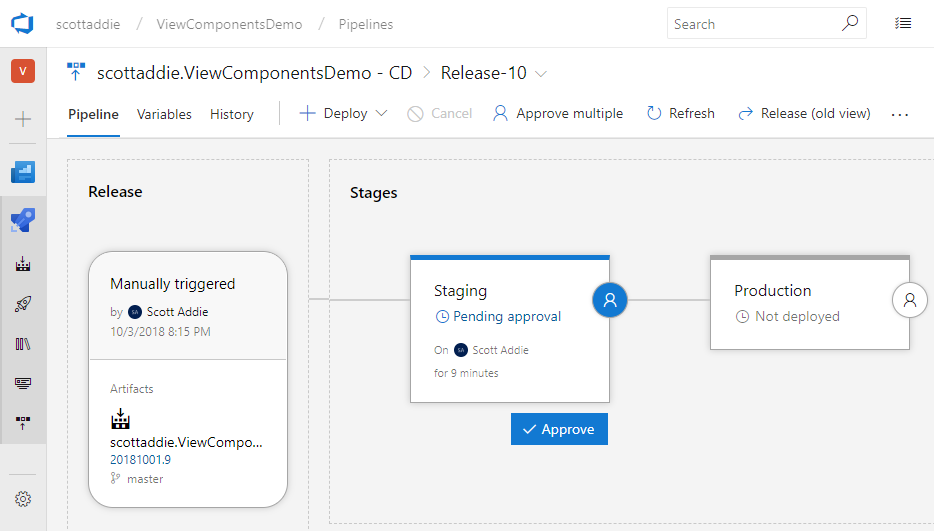 scottaddie / ViewComponentsDemo / Pipelines
Search
V
scottaddie.ViewComponentsDemo - CD > Release-10
Pipeline Variables History Deploy Cancel Approve multiple Refresh Release (old view) ...
Release
Stages
Manually triggered
by SA Scott Addie
10/3/2018 8:15 PM
Artifacts
scottaddie.ViewCompo...
20181001.9
master
Staging
Pending approval
On SA Scott Addie
for 9 minutes
Approve
Production
Not deployed